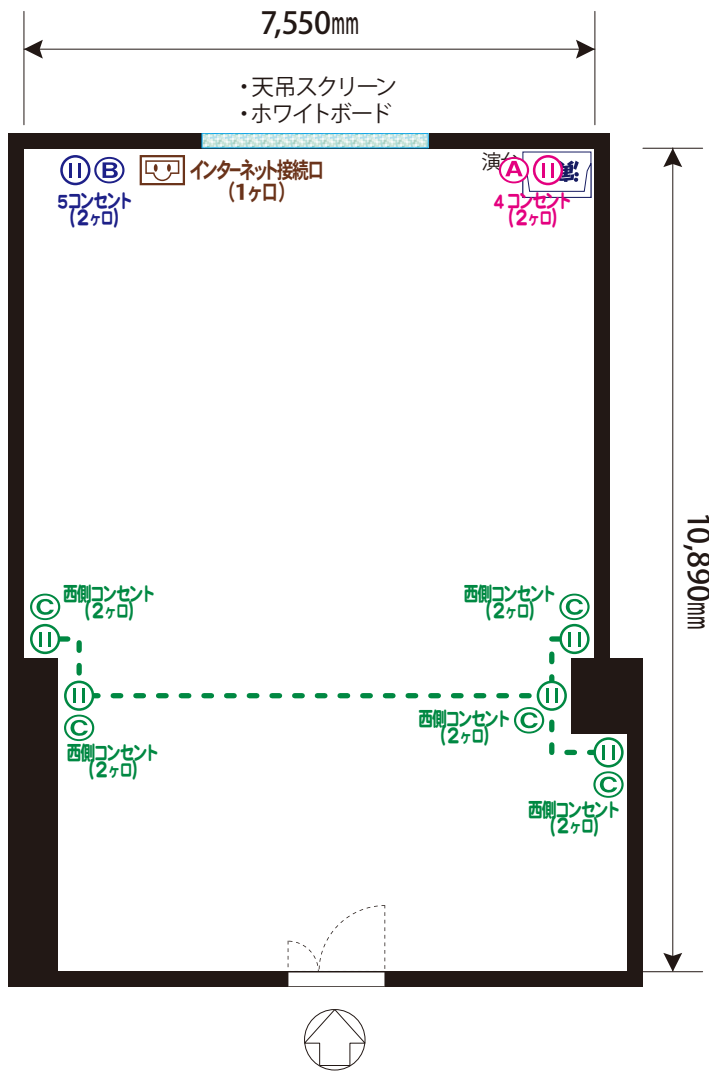 7,550㎜
・天吊スクリーン
・ホワイトボード
B
5コンセント
(2ヶ口)
インターネット接続口
(1ヶ口)
演台
A
4コンセント
(2ヶ口)
10,890㎜
C
西側コンセント
(2ヶ口)
西側コンセント
(2ヶ口)
C
C
西側コンセント
(2ヶ口)
西側コンセント
(2ヶ口)
C
C
西側コンセント
(2ヶ口)